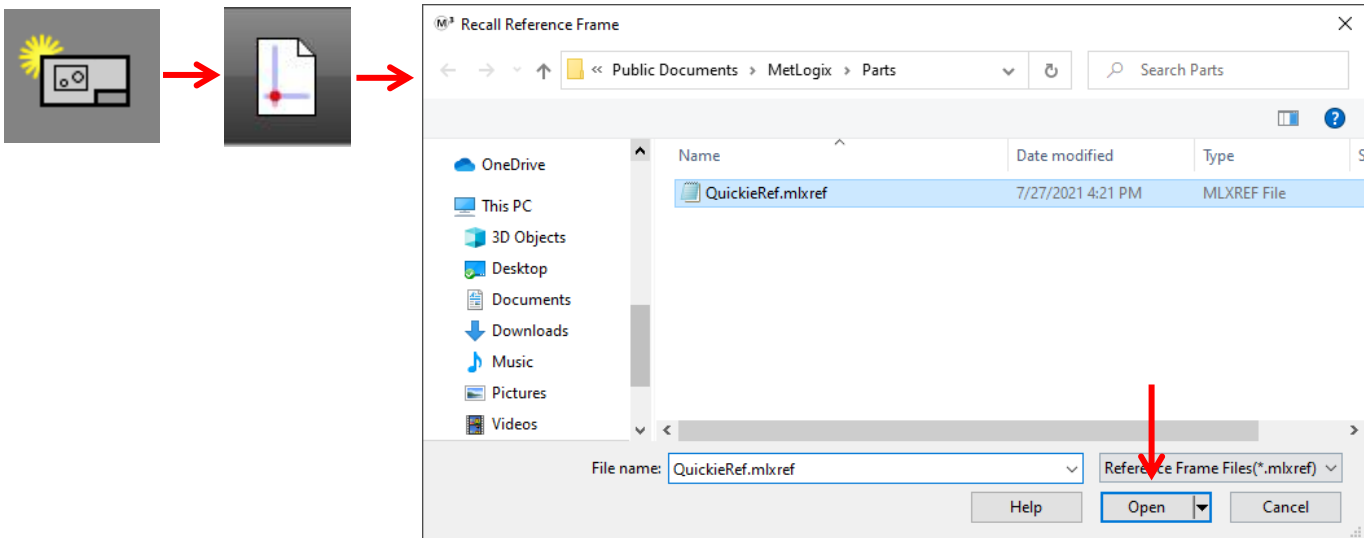 M³ Recall Reference Frame
« Public Documents > MetLogix > Parts
Search Parts
Name
Date modified
Type
S
OneDrive
This PC
3D Objects
Desktop
Documents
Downloads
Music
Pictures
Videos
QuickieRef.mlxref
7/27/2021 4:21 PM
MLXREF File
File name:
QuickieRef.mlxref
Reference Frame Files(*.mlxref)
Help
Open
Cancel